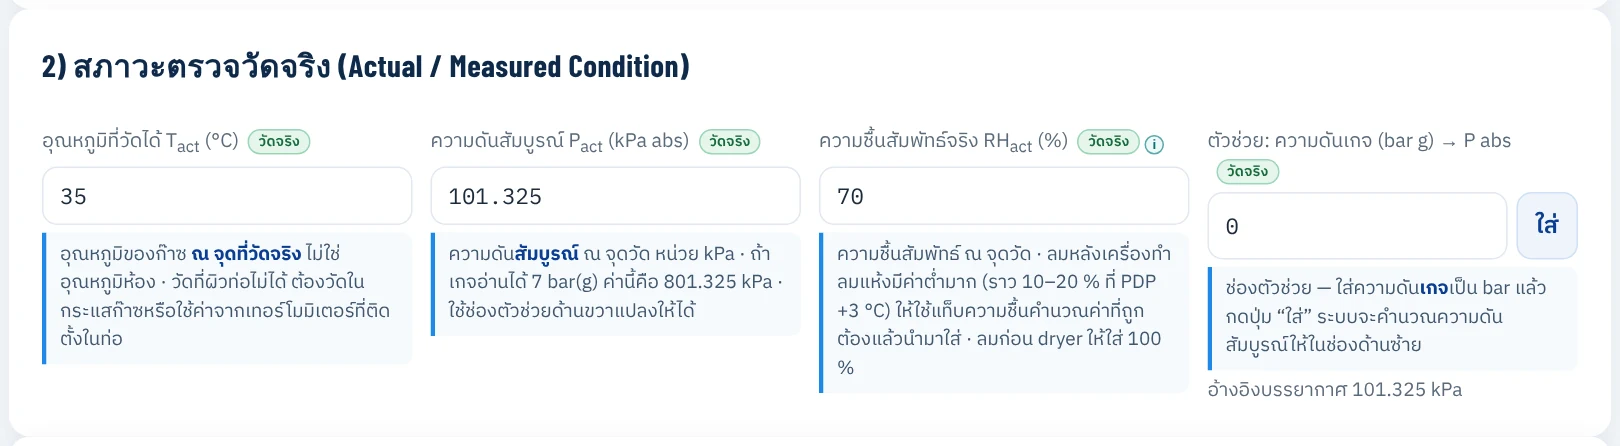 2) สภาวะตรวจวัดจริง (Actual / Measured Condition)
อุณหภูมิที่วัดได้ Tact (°C) วัดจริง
35
อุณหภูมิของก๊าซ ณ จุดที่วัดจริง ไม่ใช่
อุณหภูมิห้อง · วัดที่ผิวท่อไม่ได้ ต้องวัดใน
กระแสก๊าซหรือใช้ค่าจากเทอร์โมมิเตอร์ที่ติด
ตั้งในท่อ
ความดันสัมบูรณ์ Pact (kPa abs) วัดจริง
101.325
ความดันสัมบูรณ์ ณ จุดวัด หน่วย kPa · ถ้า
เกจอ่านได้ 7 bar(g) ค่านี้คือ 801.325 kPa ·
ใช้ช่องตัวช่วยด้านขวาแปลงให้ได้
ความชื้นสัมพัทธ์จริง RHact (%) วัดจริง i
70
ความชื้นสัมพัทธ์ ณ จุดวัด · ลมหลังเครื่องทำ
ลมแห้งมีค่าต่ำมาก (ราว 10–20 % ที่ PDP
+3 °C) ให้ใช้แท็บความชื้นคำนวณค่าที่ถูก
ต้องแล้วนำมาใส่ · ลมก่อน dryer ให้ใส่ 100
%
ตัวช่วย: ความดันเกจ (bar g) → P abs
วัดจริง
0
ใส่
ช่องตัวช่วย — ใส่ความดันเกจเป็น bar แล้ว
กดปุ่ม “ใส่” ระบบจะคำนวณความดัน
สัมบูรณ์ให้ในช่องด้านซ้าย
อ้างอิงบรรยากาศ 101.325 kPa